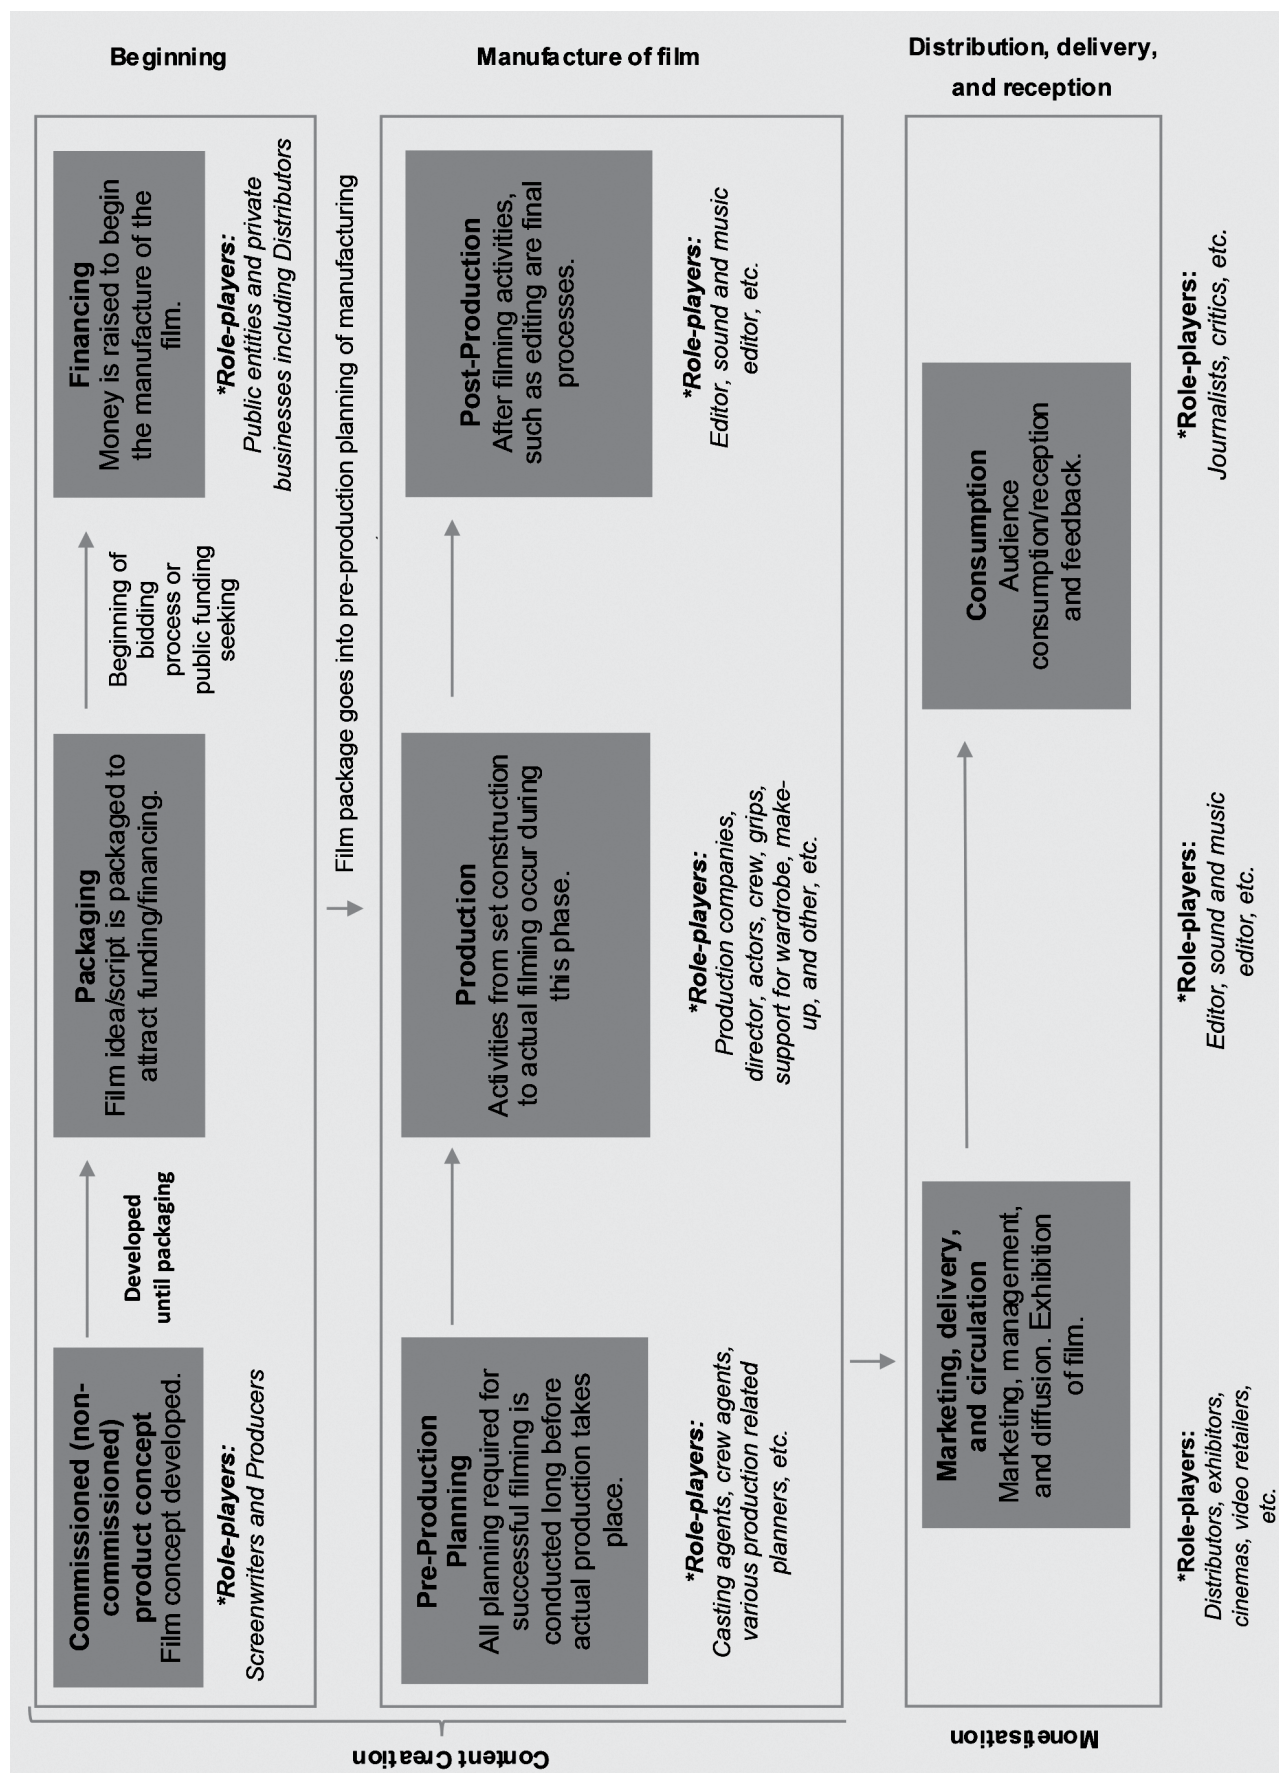 Content Creation
Beginning
Commissioned (non-
commissioned)
product concept
Film concept developed.
*Role-players:
Screenwriters and Producers
Developed
until packaging
Packaging
Film idea/script is packaged to
attract funding/financing.
Beginning of
bidding
process or
public funding
seeking
Financing
Money is raised to begin
the manufacture of the
film.
*Role-players:
Public entities and private
businesses including Distributors
Film package goes into pre-production planning of manufacturing
Manufacture of film
Pre-Production
Planning
All planning required for
successful filming is
conducted long before
actual production takes
place.
*Role-players:
Casting agents, crew agents,
various production related
planners, etc.
Production
Activities from set construction
to actual filming occur during
this phase.
*Role-players:
Production companies,
director, actors, crew, grips,
support for wardrobe, make-
up, and other, etc.
Post-Production
After filming activities,
such as editing are final
processes.
*Role-players:
Editor, sound and music
editor, etc.
Monetisation
Distribution, delivery,
and reception
Marketing, delivery,
and circulation
Marketing, management,
and diffusion. Exhibition
of film.
*Role-players:
Distributors, exhibitors,
cinemas, video retailers,
etc.
*Role-players:
Editor, sound and music
editor, etc.
Consumption
Audience
consumption/reception
and feedback.
*Role-players:
Journalists, critics, etc.